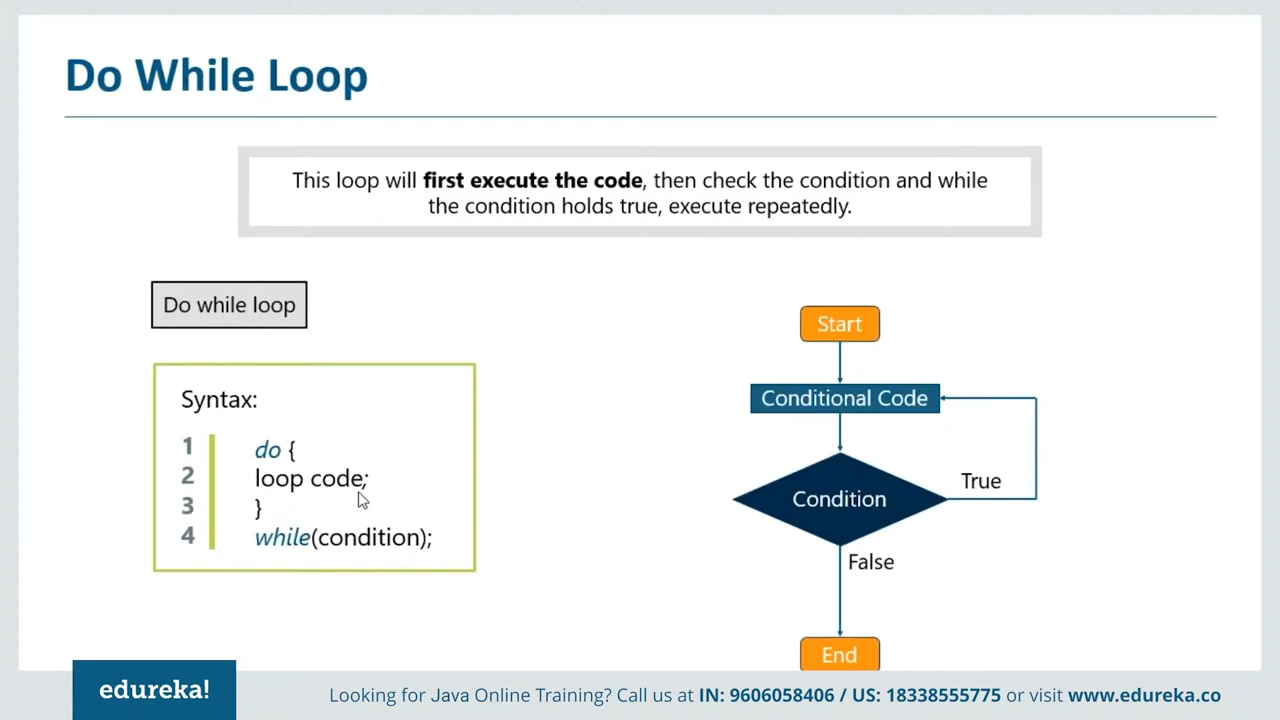 Do While Loop
This loop will first execute the code, then check the condition and while
the condition holds true, execute repeatedly.
Do while loop
Syntax:
1 do {
2 loop code;
3 }
4 while(condition);
Start
Conditional Code
Condition
True
False
End
edureka!
Looking for Java Online Training? Call us at IN: 9606058406 / US: 18338555775 or visit www.edureka.co